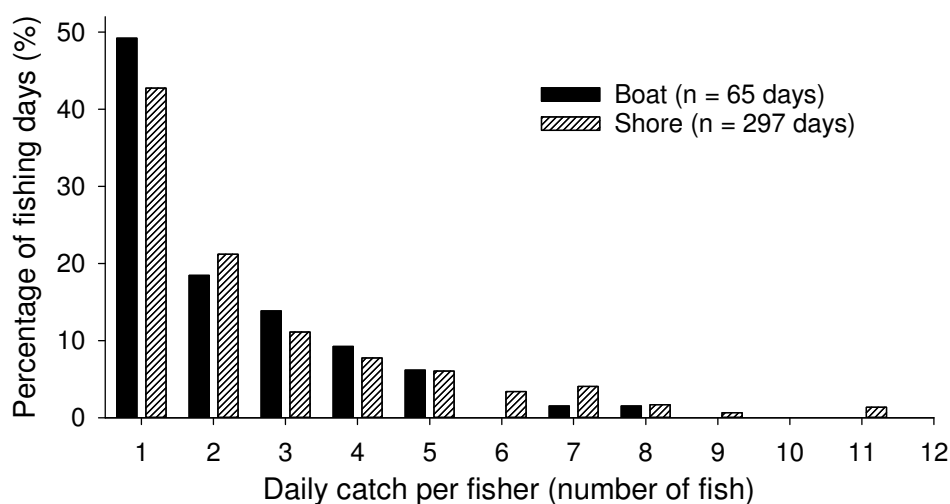 Percentage of fishing days (%)
50
40
30
20
10
0
Boat (n = 65 days)
Shore (n = 297 days)
1 2 3 4 5 6 7 8 9 10 11 12
Daily catch per fisher (number of fish)